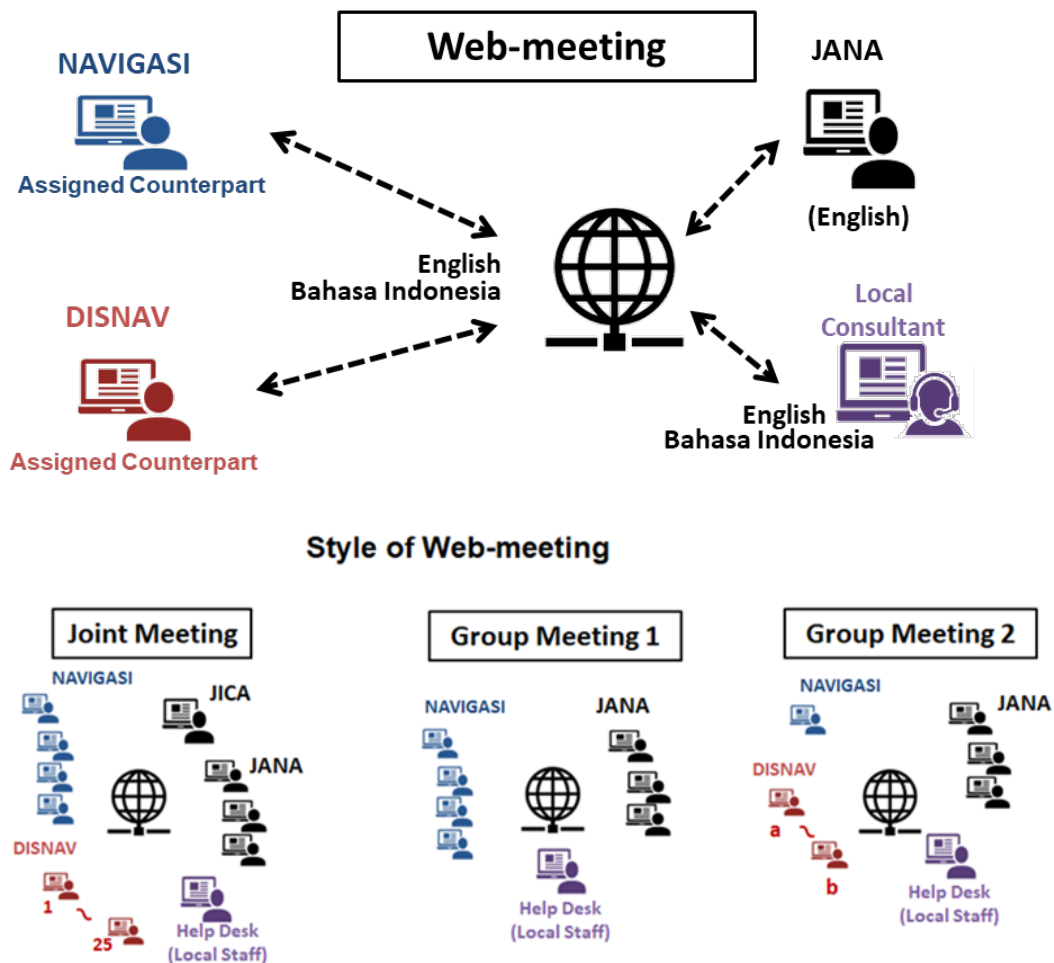 Web-meeting
NAVIGASI
Assigned Counterpart
JANA
(English)
English
Bahasa Indonesia
DISNAV
Assigned Counterpart
Local
Consultant
English
Bahasa Indonesia
Style of Web-meeting
Joint Meeting
NAVIGASI
JICA
JANA
DISNAV
1
~
25
Help Desk
(Local Staff)
Group Meeting 1
NAVIGASI
JANA
Help Desk
(Local Staff)
Group Meeting 2
NAVIGASI
JANA
DISNAV
a
~
b
Help Desk
(Local Staff)